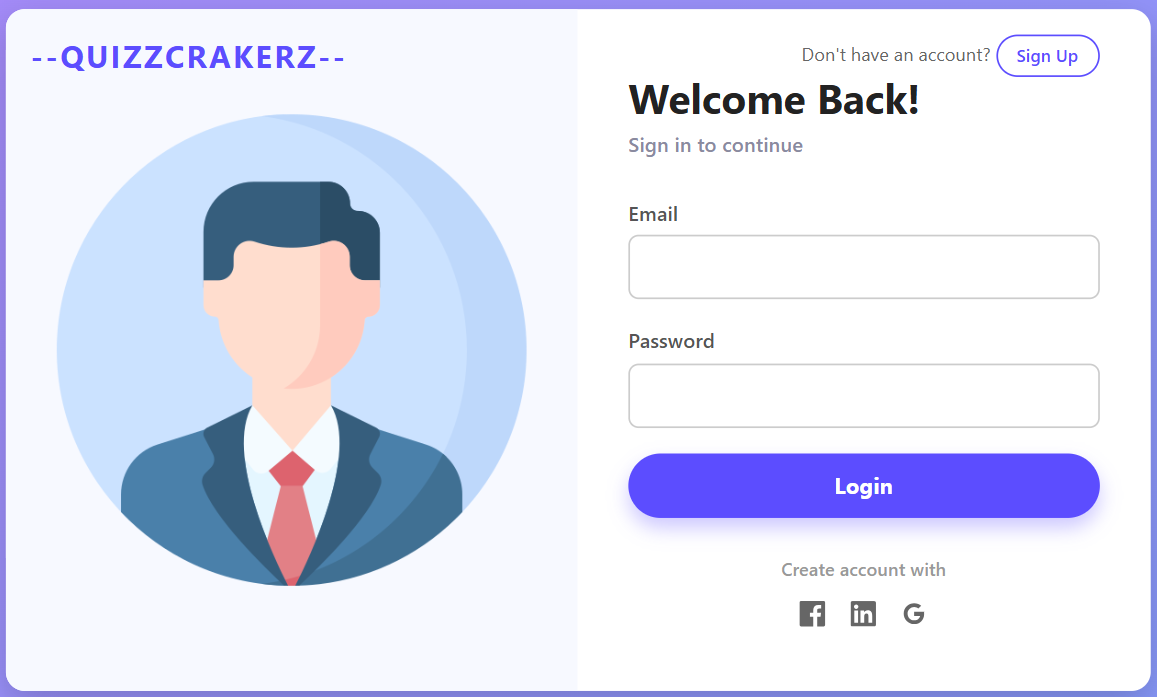 --QUIZZCRAKERZ--
Don't have an account? Sign Up
Welcome Back!
Sign in to continue
Email
Password
Login
Create account with